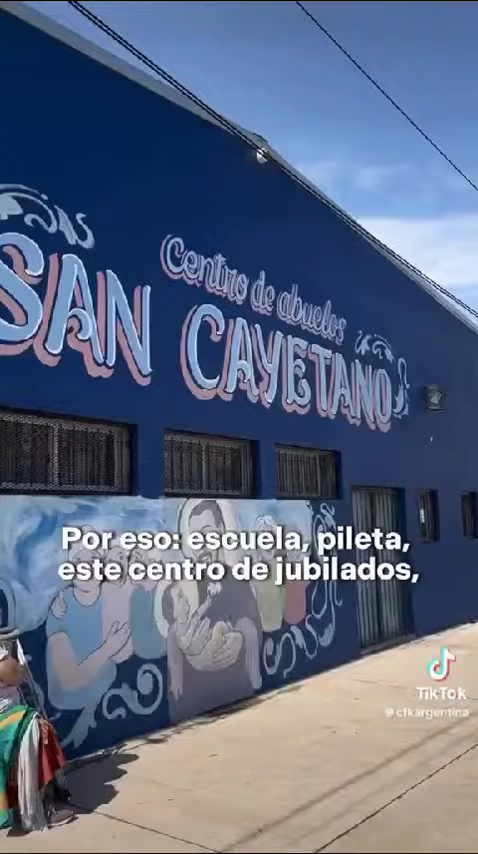 Centro de abuelos
SAN CAYETANO
Por eso: escuela, pileta,
este centro de jubilados,
TikTok
@cfkargentina